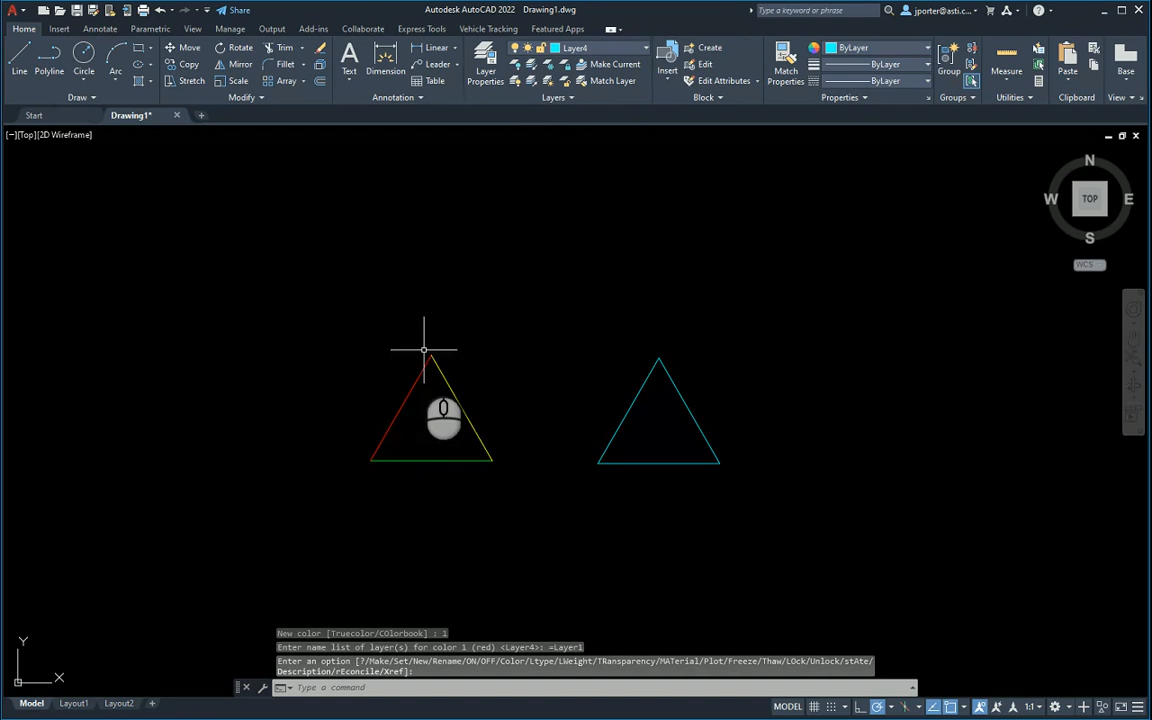 Share
Autodesk AutoCAD 2022 Drawing1.dwg
Type a keyword or phrase
jporter@asti.c...
Home Insert Annotate Parametric View Manage Output Add-ins Collaborate Express Tools Vehicle Tracking Featured Apps
Line Polyline Circle Arc
Move Rotate Trim
Copy Mirror Fillet
Stretch Scale Array
Text Dimension
Linear
Leader
Table
Layer Properties
Layer4
Make Current
Match Layer
Insert
Create
Edit
Edit Attributes
Match Properties
ByLayer
ByLayer
ByLayer
Group
Measure
Paste
Base
Draw Modify Annotation Layers Block Properties Groups Utilities Clipboard View
Start Drawing1*
[−][Top][2D Wireframe]
N
W TOP E
S
WCS
Y
X
New color [Truecolor/COlorbook] : 1
Enter name list of layer(s) for color 1 (red) <Layer4>: =Layer1
Enter an option [?/Make/Set/New/Rename/ON/OFF/Color/Ltype/LWeight/TRansparency/MATerial/Plot/Freeze/Thaw/LOck/Unlock/stAte/
Description/rEconcile/Xref]:
Type a command
Model Layout1 Layout2 +
MODEL 1:1